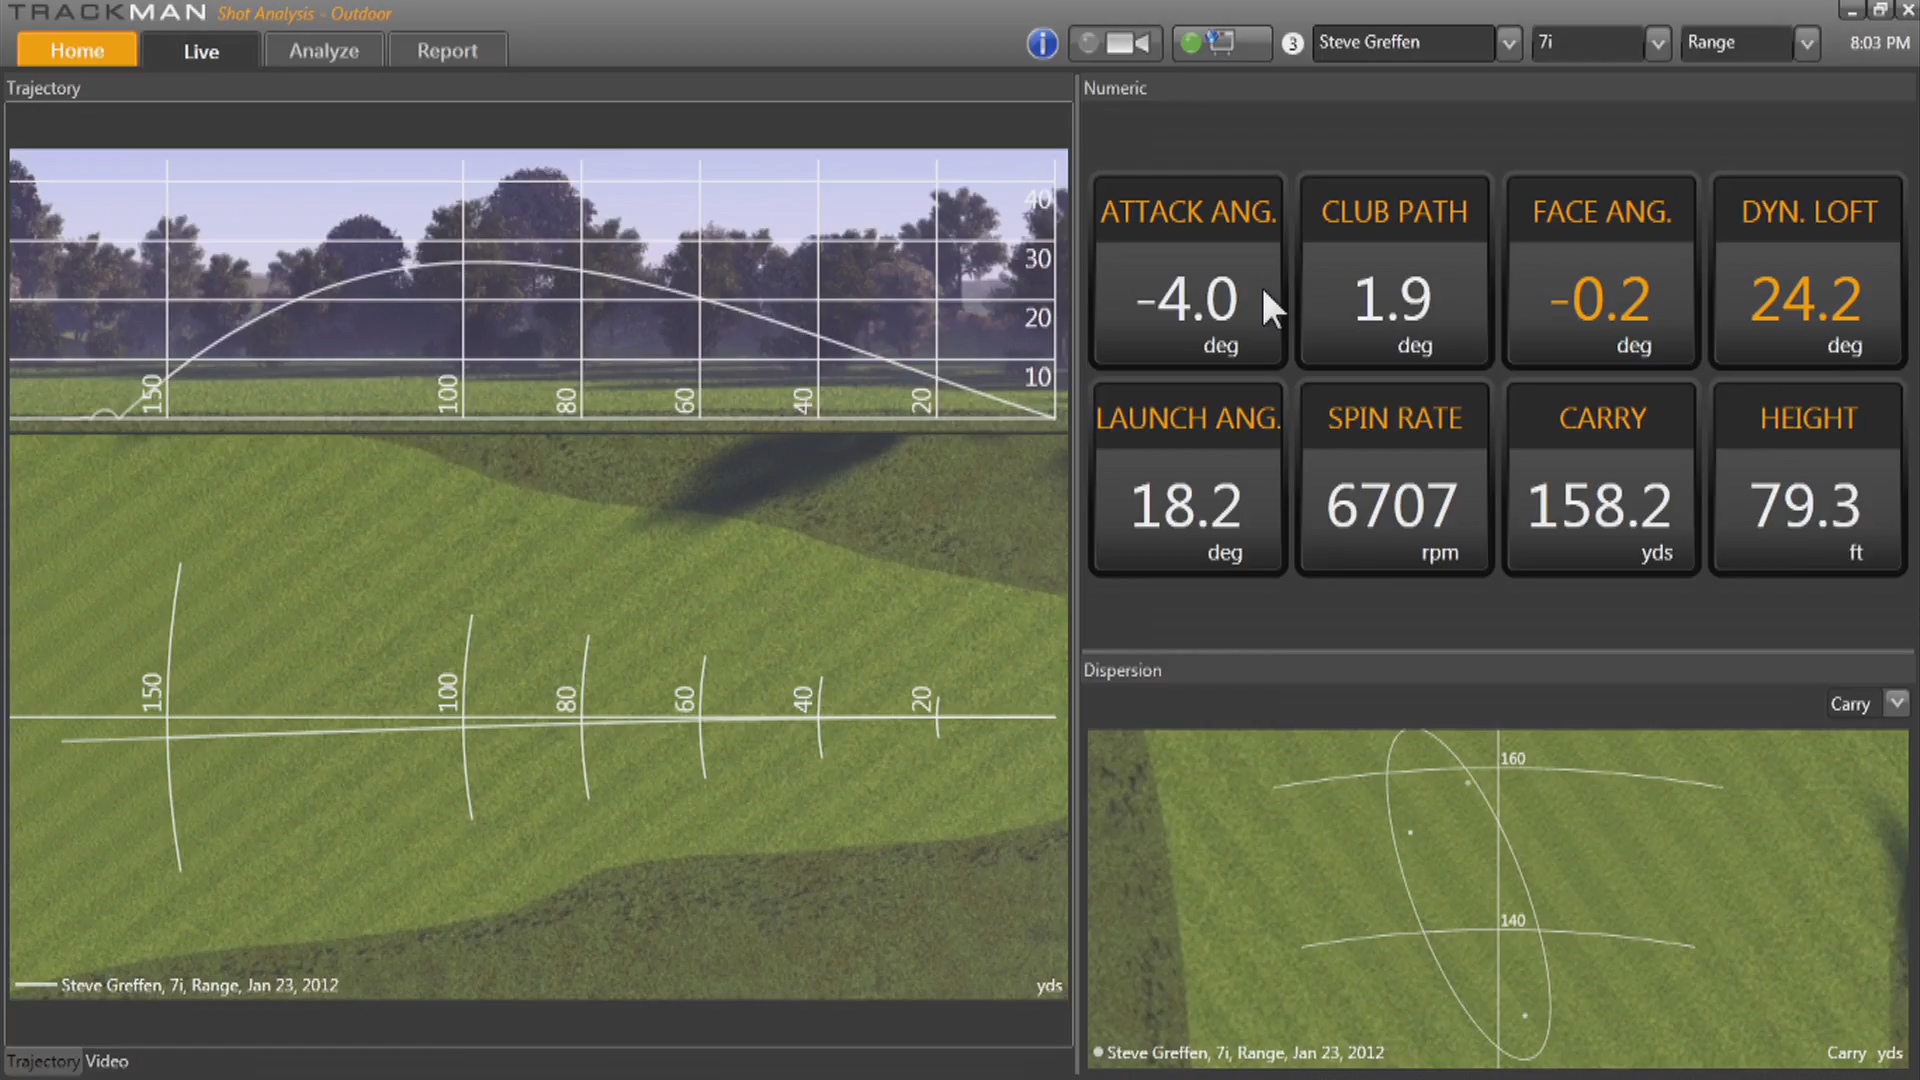 TRACKMAN Shot Analysis - Outdoor
Home Live Analyze Report
3 Steve Greffen 7i Range 8:03 PM
Trajectory
40
30
20
10
150 100 80 60 40 20
150 100 80 60 40 20
Steve Greffen, 7i, Range, Jan 23, 2012 yds
Trajectory Video
Numeric
ATTACK ANG. CLUB PATH FACE ANG. DYN. LOFT
-4.0 1.9 -0.2 24.2
deg deg deg deg
LAUNCH ANG. SPIN RATE CARRY HEIGHT
18.2 6707 158.2 79.3
deg rpm yds ft
Dispersion
Carry
160
140
Steve Greffen, 7i, Range, Jan 23, 2012 Carry yds